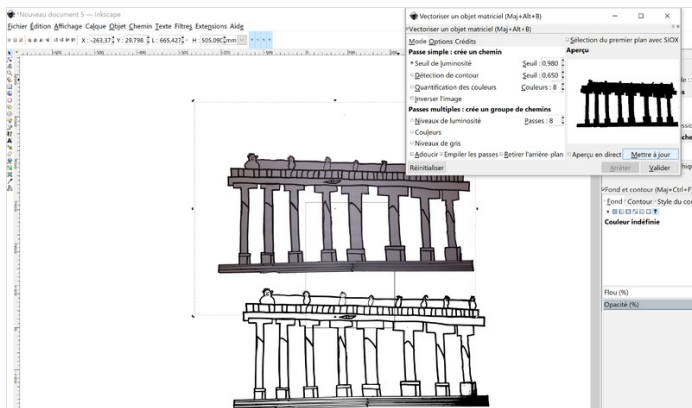 *Nouveau document 5 — Inkscape
Fichier Édition Affichage Calque Objet Chemin Texte Filtres Extensions Aide
X : -263,37 Y : 29,798 L : 665,427 H : 505,090 mm
Vectoriser un objet matriciel (Maj+Alt+B)
Vectoriser un objet matriciel (Maj+Alt+B)
Mode Options Crédits
Passe simple : crée un chemin
Seuil de luminosité Seuil : 0,980
Détection de contour Seuil : 0,650
Quantification des couleurs Couleurs : 8
Inverser l'image
Passes multiples : crée un groupe de chemins
Niveaux de luminosité Passes : 8
Couleurs
Niveaux de gris
Adoucir Empiler les passes Retirer l'arrière-plan
Sélection du premier plan avec SIOX
Aperçu
Aperçu en direct Mettre à jour
Réinitialiser Arrêter Valider
Fond et contour (Maj+Ctrl+F
Fond Contour Style du co
Couleur indéfinie
Flou (%)
Opacité (%)